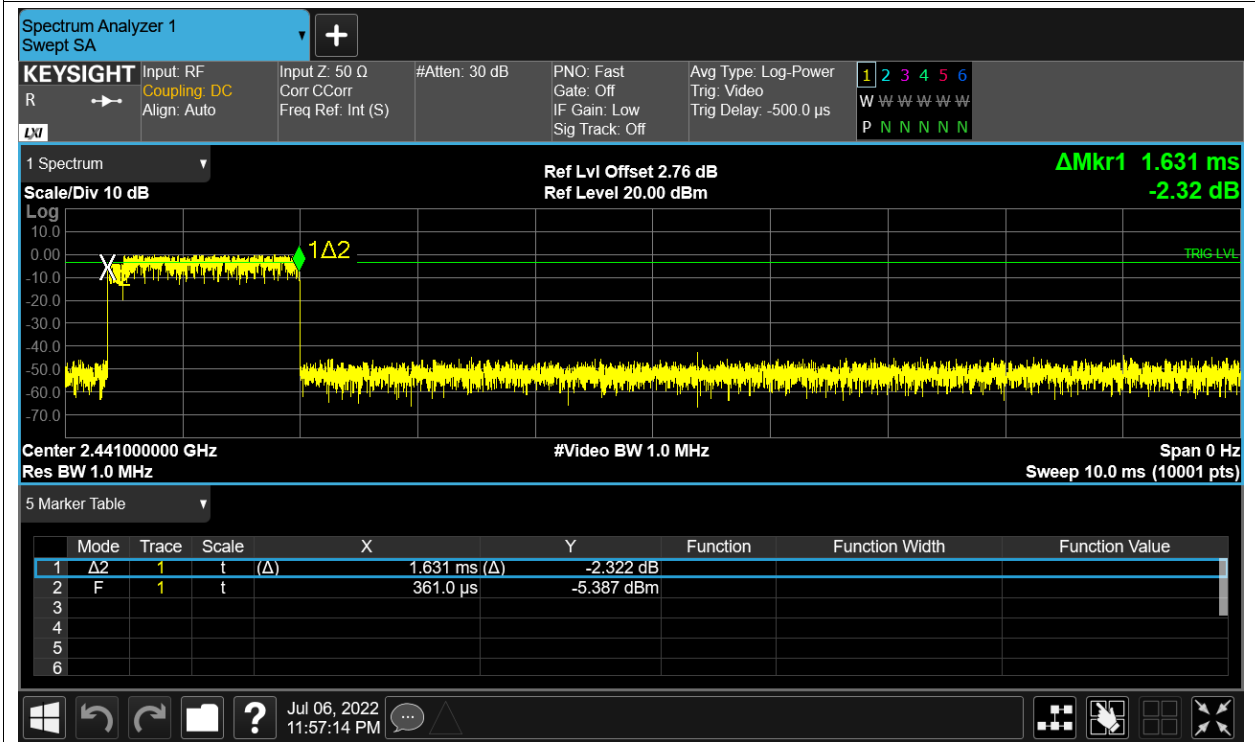 Spectrum Analyzer 1
Swept SA
KEYSIGHT
R
LXI
Input: RF
Coupling: DC
Align: Auto
Input Z: 50 Ω
Corr CCorr
Freq Ref: Int (S)
#Atten: 30 dB
PNO: Fast
Gate: Off
IF Gain: Low
Sig Track: Off
Avg Type: Log-Power
Trig: Video
Trig Delay: -500.0 µs
1 2 3 4 5 6
W W W W W W
P N N N N N
1 Spectrum
Scale/Div 10 dB
Ref Lvl Offset 2.76 dB
Ref Level 20.00 dBm
ΔMkr1 1.631 ms
-2.32 dB
Log
10.0
0.00
-10.0
-20.0
-30.0
-40.0
-50.0
-60.0
-70.0
1Δ2
TRIG LVL
Center 2.441000000 GHz
#Video BW 1.0 MHz
Span 0 Hz
Res BW 1.0 MHz
Sweep 10.0 ms (10001 pts)
5 Marker Table
Mode Trace Scale X Y Function Function Width Function Value
1 Δ2 1 t (Δ) 1.631 ms (Δ) -2.322 dB
2 F 1 t 361.0 µs -5.387 dBm
3
4
5
6
?
Jul 06, 2022
11:57:14 PM